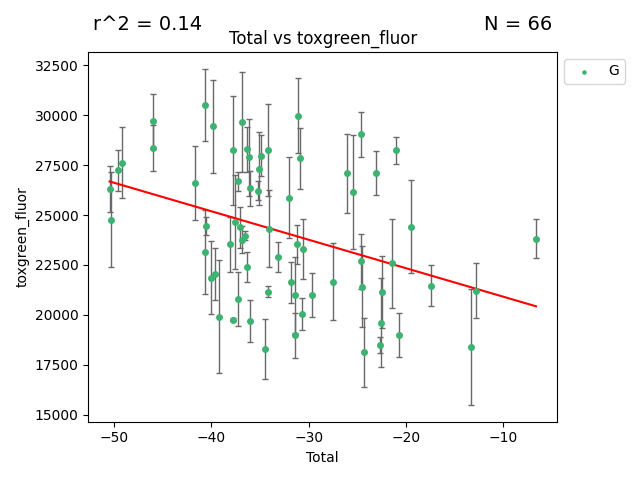 r^2 = 0.14
N = 66
Total vs toxgreen_fluor
G
32500
30000
27500
25000
22500
20000
17500
15000
toxgreen_fluor
−50
−40
−30
−20
−10
Total